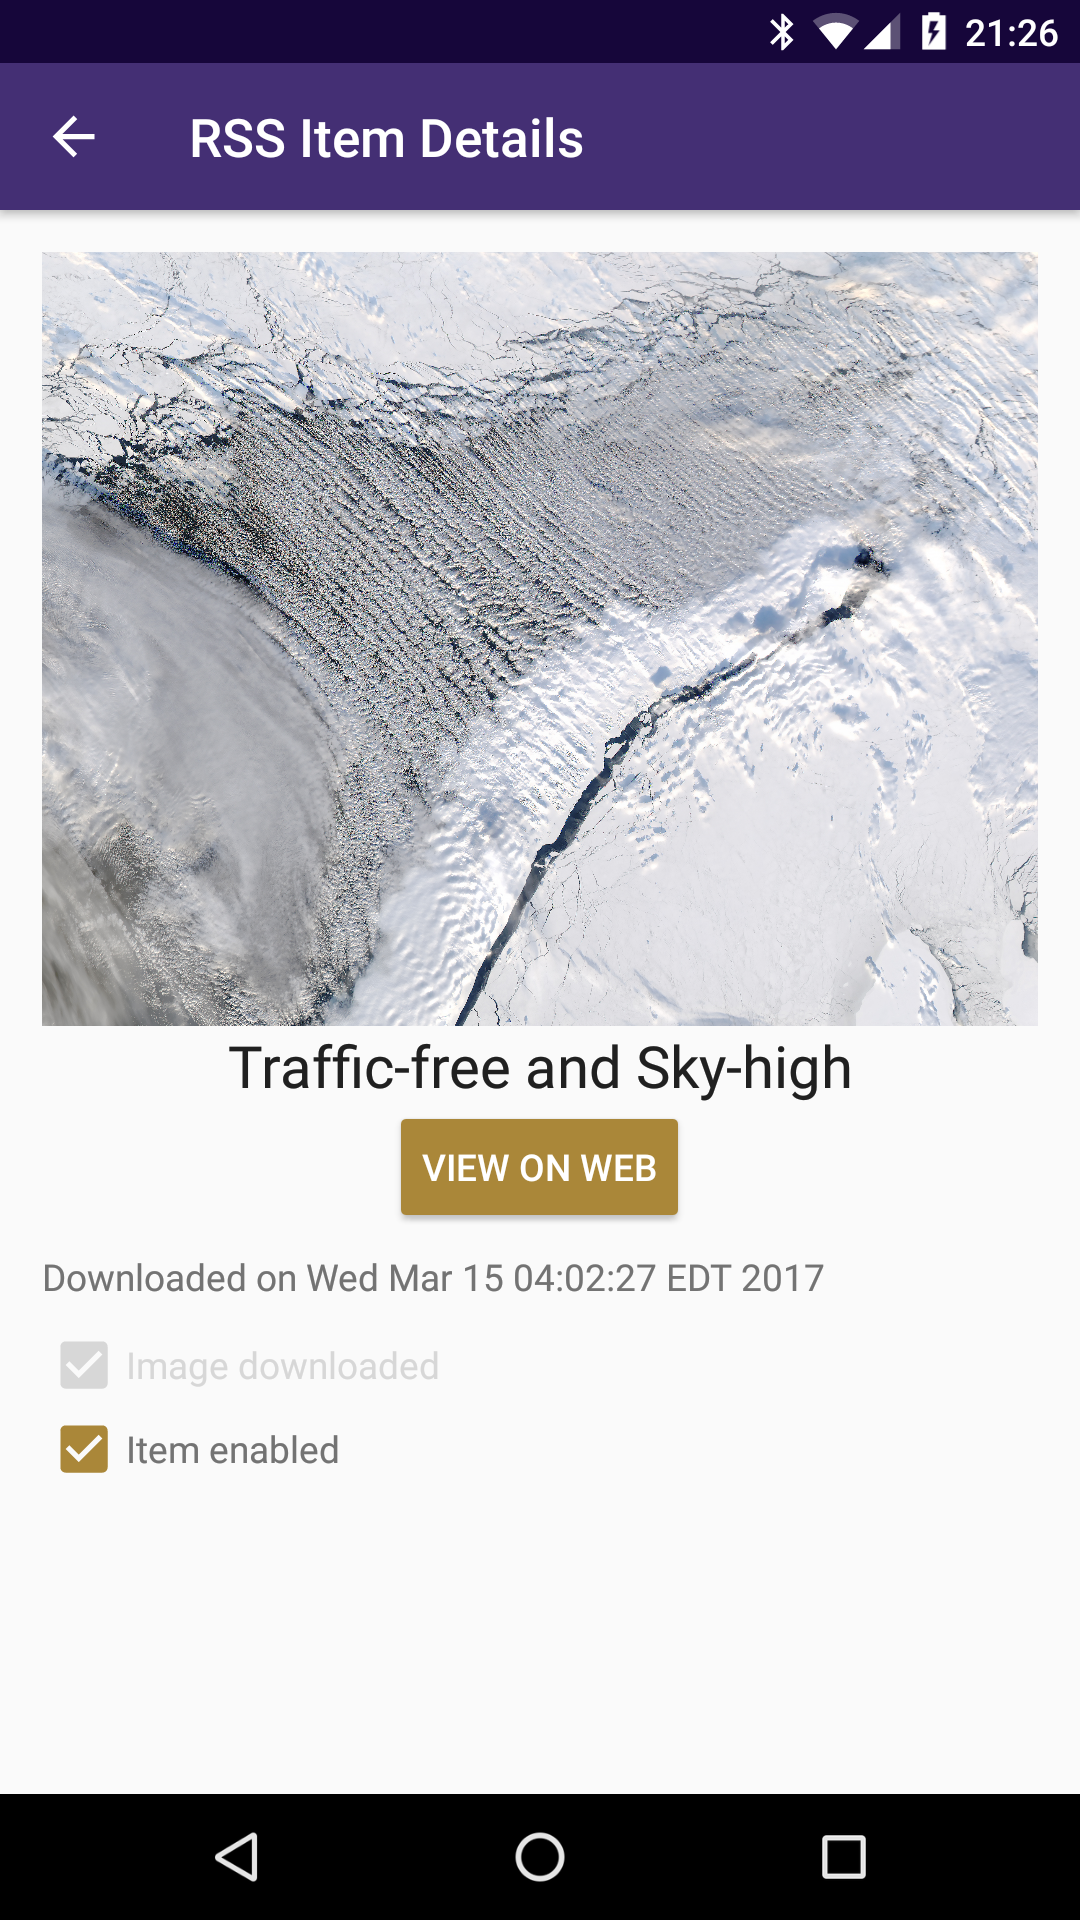 21:26
RSS Item Details
Traffic-free and Sky-high
VIEW ON WEB
Downloaded on Wed Mar 15 04:02:27 EDT 2017
Image downloaded
Item enabled